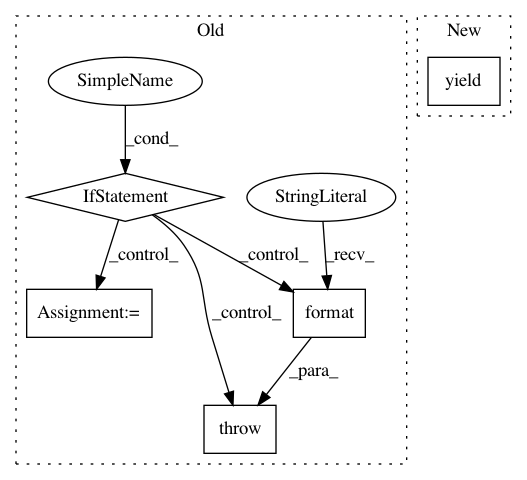 Old
New
SimpleName
yield
_cond_
IfStatement
StringLiteral
_control_
_control_
_recv_
_control_
Assignment:=
format
_para_
throw